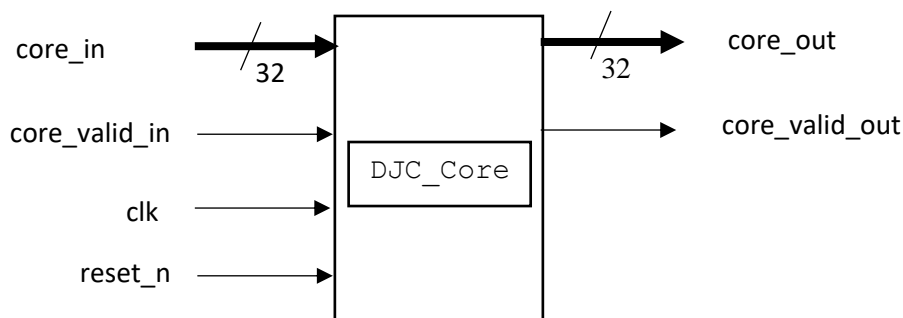 core_in
32
32
core_out
core_valid_in
core_valid_out
DJC_Core
clk
reset_n